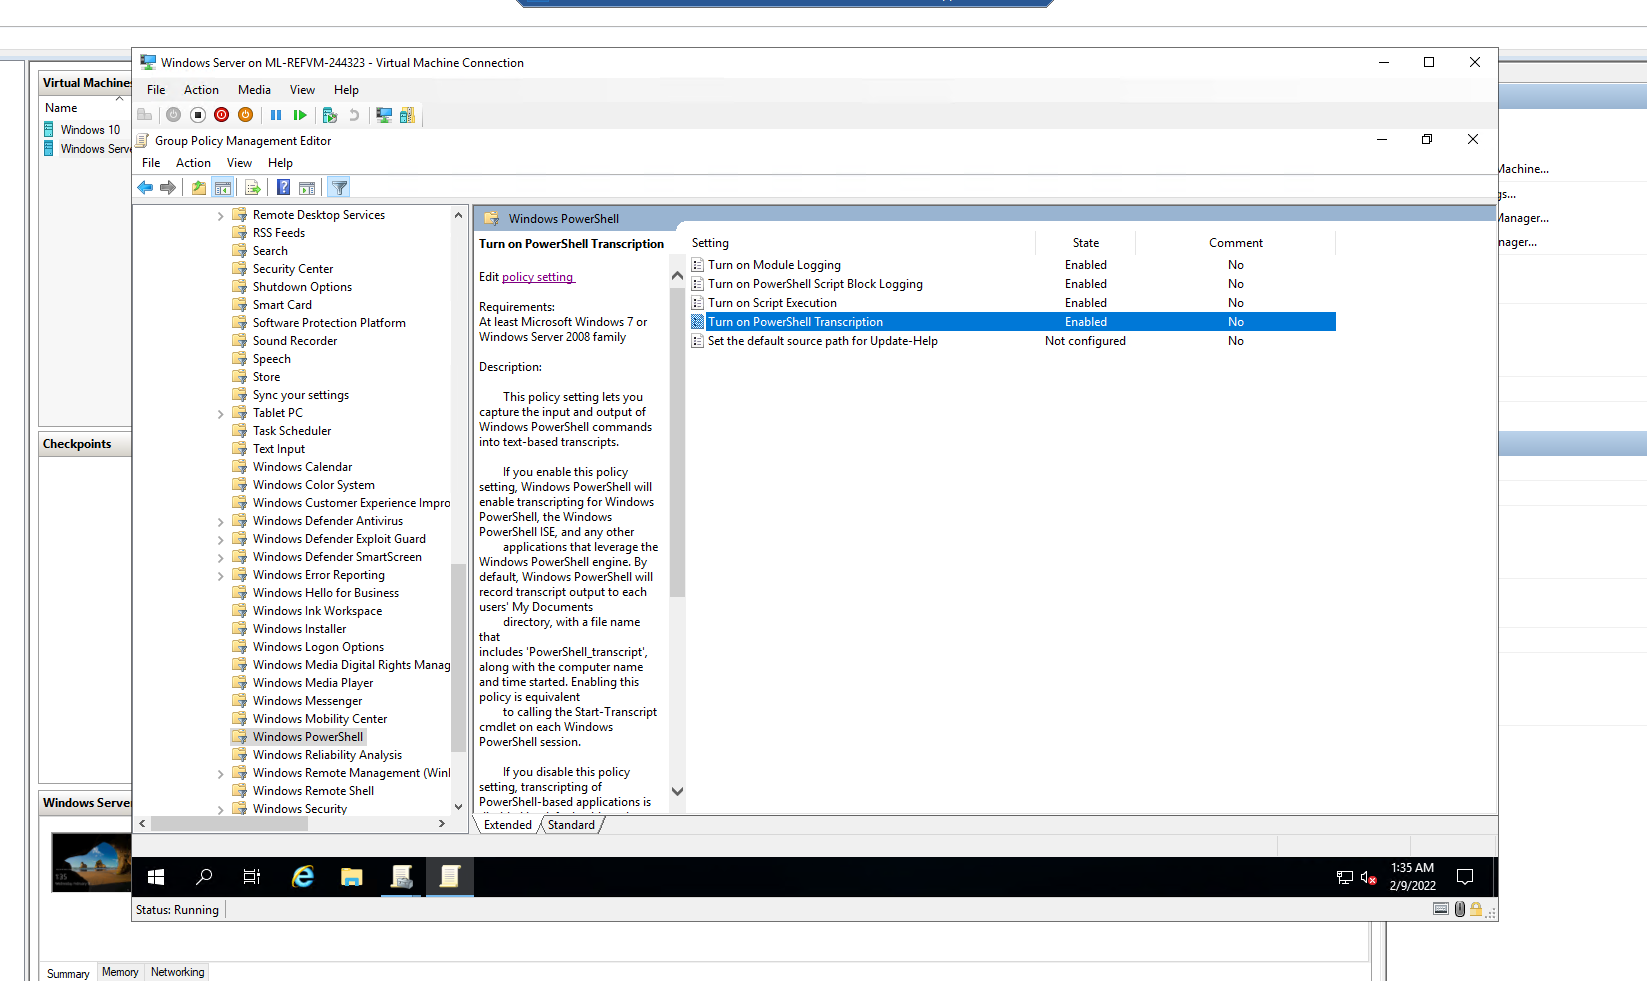 Windows Server on ML-REFVM-244323 - Virtual Machine Connection
File Action Media View Help
Group Policy Management Editor
File Action View Help
Virtual Machines
Name
Windows 10
Windows Serve
Checkpoints
Windows Server
Summary Memory Networking
Remote Desktop Services
RSS Feeds
Search
Security Center
Shutdown Options
Smart Card
Software Protection Platform
Sound Recorder
Speech
Store
Sync your settings
Tablet PC
Task Scheduler
Text Input
Windows Calendar
Windows Color System
Windows Customer Experience Impro
Windows Defender Antivirus
Windows Defender Exploit Guard
Windows Defender SmartScreen
Windows Error Reporting
Windows Hello for Business
Windows Ink Workspace
Windows Installer
Windows Logon Options
Windows Media Digital Rights Manag
Windows Media Player
Windows Messenger
Windows Mobility Center
Windows PowerShell
Windows Reliability Analysis
Windows Remote Management (WinI
Windows Remote Shell
Windows Security
Windows PowerShell
Turn on PowerShell Transcription
Edit policy setting
Requirements:
At least Microsoft Windows 7 or
Windows Server 2008 family
Description:
This policy setting lets you
capture the input and output of
Windows PowerShell commands
into text-based transcripts.
If you enable this policy
setting, Windows PowerShell will
enable transcripting for Windows
PowerShell, the Windows
PowerShell ISE, and any other
applications that leverage the
Windows PowerShell engine. By
default, Windows PowerShell will
record transcript output to each
users' My Documents
directory, with a file name
that
includes 'PowerShell_transcript',
along with the computer name
and time started. Enabling this
policy is equivalent
to calling the Start-Transcript
cmdlet on each Windows
PowerShell session.
If you disable this policy
setting, transcripting of
PowerShell-based applications is
Setting State Comment
Turn on Module Logging Enabled No
Turn on PowerShell Script Block Logging Enabled No
Turn on Script Execution Enabled No
Turn on PowerShell Transcription Enabled No
Set the default source path for Update-Help Not configured No
Extended Standard
1:35 AM
2/9/2022
Status: Running
Machine...
gs...
Manager...
nager...